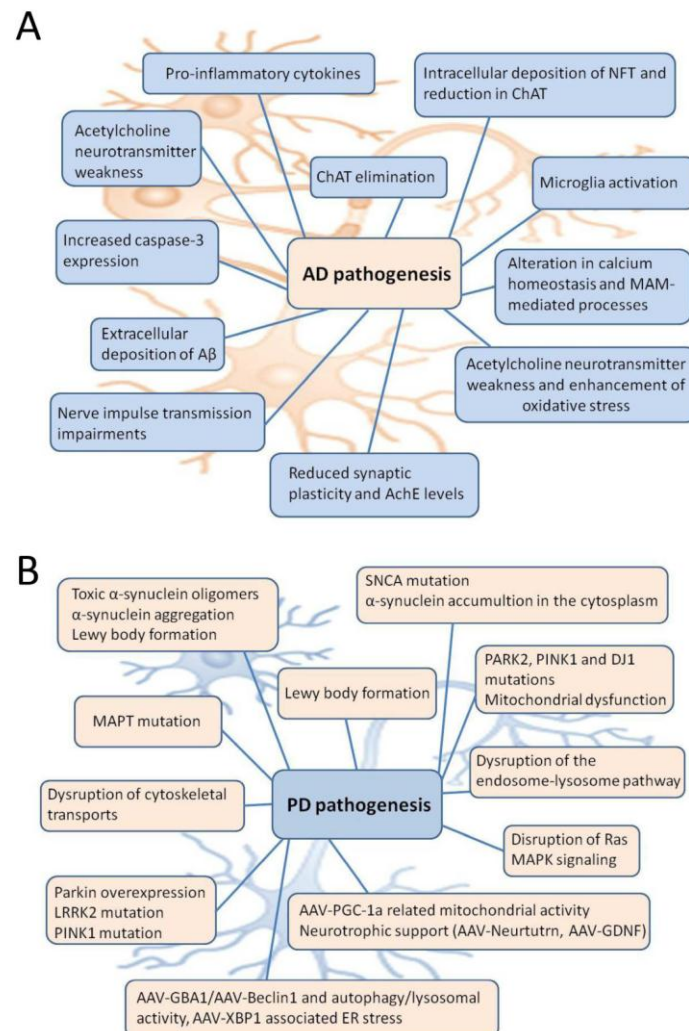 A
Pro-inflammatory cytokines
Intracellular deposition of NFT and
reduction in ChAT
Acetylcholine
neurotransmitter
weakness
ChAT elimination
Microglia activation
Increased caspase-3
expression
AD pathogenesis
Alteration in calcium
homeostasis and MAM-
mediated processes
Extracellular
deposition of Aβ
Acetylcholine neurotransmitter
weakness and enhancement of
oxidative stress
Nerve impulse transmission
impairments
Reduced synaptic
plasticity and AchE levels
B
Toxic α-synuclein oligomers
α-synuclein aggregation
Lewy body formation
SNCA mutation
α-synuclein accumultion in the cytoplasm
PARK2, PINK1 and DJ1
mutations
Mitochondrial dysfunction
Lewy body formation
MAPT mutation
Dysruption of the
endosome-lysosome pathway
PD pathogenesis
Dysruption of cytoskeletal
transports
Disruption of Ras
MAPK signaling
Parkin overexpression
LRRK2 mutation
PINK1 mutation
AAV-PGC-1a related mitochondrial activity
Neurotrophic support (AAV-Neurtutrn, AAV-GDNF)
AAV-GBA1/AAV-Beclin1 and autophagy/lysosomal
activity, AAV-XBP1 associated ER stress